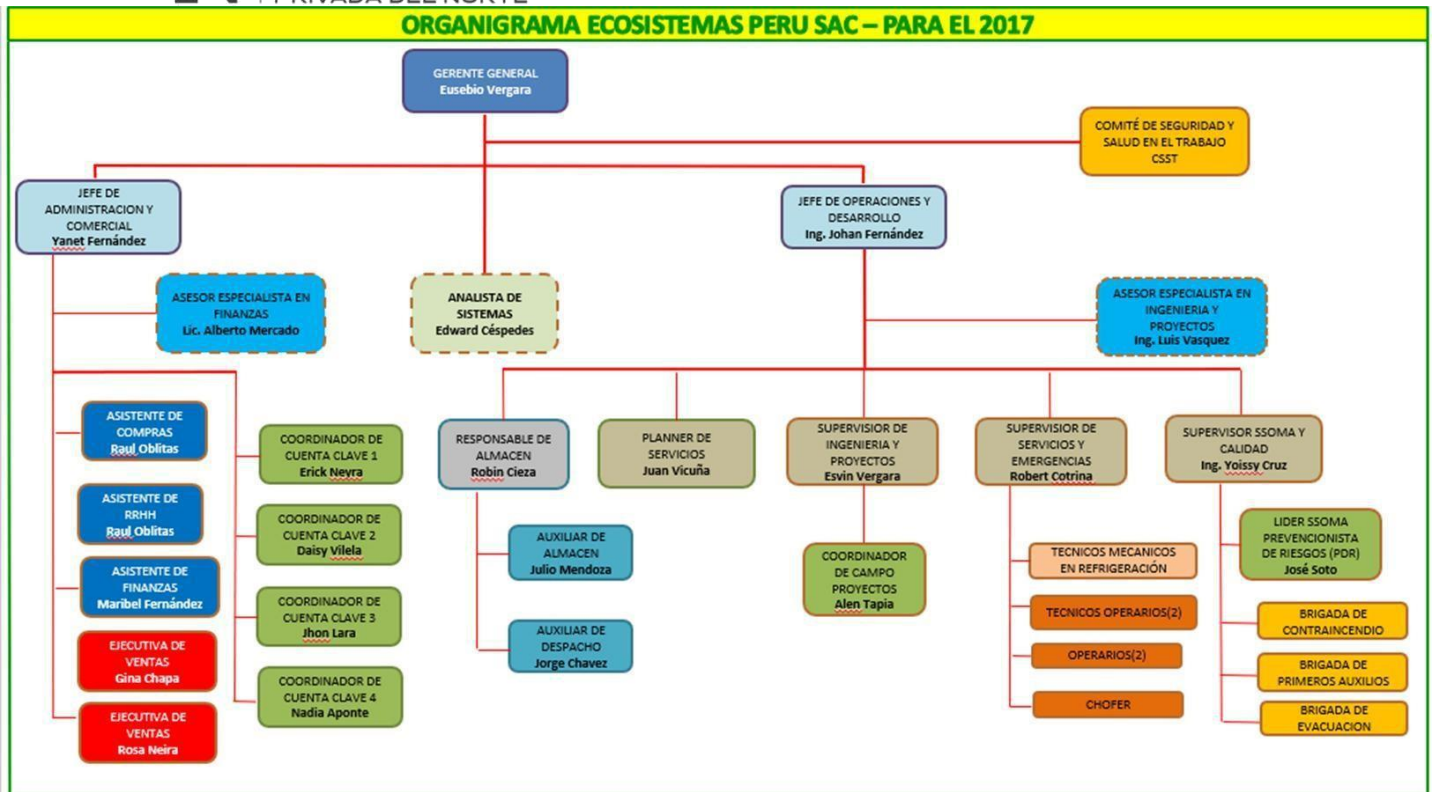 PRIVADA DEL NORTE
ORGANIGRAMA ECOSISTEMAS PERU SAC – PARA EL 2017
GERENTE GENERAL
Eusebio Vergara
COMITÉ DE SEGURIDAD Y
SALUD EN EL TRABAJO
CSST
JEFE DE
ADMINISTRACION Y
COMERCIAL
Yanet Fernández
JEFE DE OPERACIONES Y
DESARROLLO
Ing. Johan Fernández
ASESOR ESPECIALISTA EN
FINANZAS
Lic. Alberto Mercado
ANALISTA DE
SISTEMAS
Edward Céspedes
ASESOR ESPECIALISTA EN
INGENIERIA Y
PROYECTOS
Ing. Luis Vasquez
ASISTENTE DE
COMPRAS
Raul Oblitas
ASISTENTE DE
RRHH
Raul Oblitas
ASISTENTE DE
FINANZAS
Maribel Fernández
EJECUTIVA DE
VENTAS
Gina Chapa
EJECUTIVA DE
VENTAS
Rosa Neira
COORDINADOR DE
CUENTA CLAVE 1
Erick Neyra
COORDINADOR DE
CUENTA CLAVE 2
Daisy Vilela
COORDINADOR DE
CUENTA CLAVE 3
Jhon Lara
COORDINADOR DE
CUENTA CLAVE 4
Nadia Aponte
RESPONSABLE DE
ALMACEN
Robin Cieza
AUXILIAR DE
ALMACEN
Julio Mendoza
AUXILIAR DE
DESPACHO
Jorge Chavez
PLANNER DE
SERVICIOS
Juan Vicuña
SUPERVISIOR DE
INGENIERIA Y
PROYECTOS
Esvin Vergara
COORDINADOR
DE CAMPO
PROYECTOS
Alen Tapia
SUPERVISIOR DE
SERVICIOS Y
EMERGENCIAS
Robert Cotrina
TECNICOS MECANICOS
EN REFRIGERACIÓN
TECNICOS OPERARIOS(2)
OPERARIOS(2)
CHOFER
SUPERVISOR SSOMA Y
CALIDAD
Ing. Yoissy Cruz
LIDER SSOMA
PREVENCIONISTA
DE RIESGOS (PDR)
José Soto
BRIGADA DE
CONTRAINCENDIO
BRIGADA DE
PRIMEROS AUXILIOS
BRIGADA DE
EVACUACION